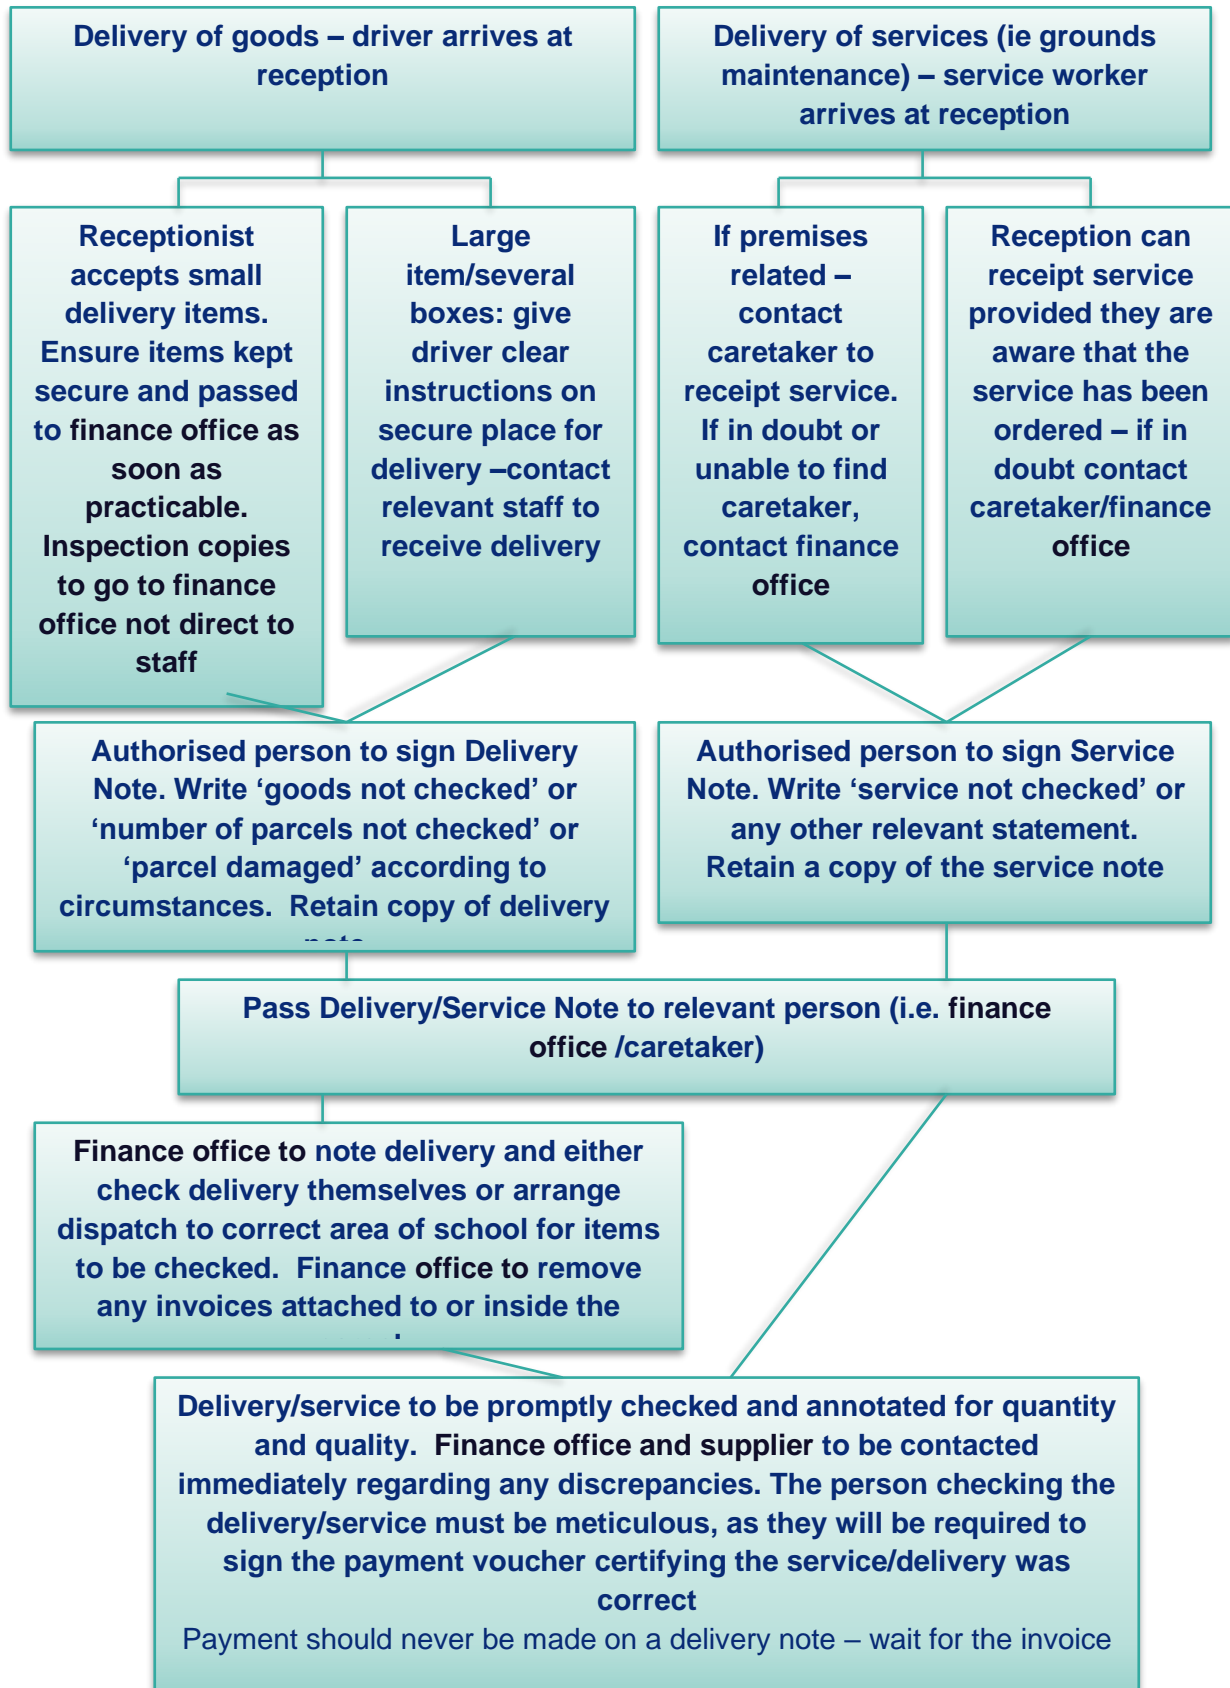 Delivery of goods – driver arrives at
reception
Delivery of services (ie grounds
maintenance) – service worker
arrives at reception
Receptionist
accepts small
delivery items.
Ensure items kept
secure and passed
to finance office as
soon as
practicable.
Inspection copies
to go to finance
office not direct to
staff
Large
item/several
boxes: give
driver clear
instructions on
secure place for
delivery –contact
relevant staff to
receive delivery
If premises
related –
contact
caretaker to
receipt service.
If in doubt or
unable to find
caretaker,
contact finance
office
Reception can
receipt service
provided they are
aware that the
service has been
ordered – if in
doubt contact
caretaker/finance
office
Authorised person to sign Delivery
Note. Write ‘goods not checked’ or
‘number of parcels not checked’ or
‘parcel damaged’ according to
circumstances.  Retain copy of delivery
Authorised person to sign Service
Note. Write ‘service not checked’ or
any other relevant statement.
Retain a copy of the service note
Pass Delivery/Service Note to relevant person (i.e. finance
office /caretaker)
Finance office to note delivery and either
check delivery themselves or arrange
dispatch to correct area of school for items
to be checked.  Finance office to remove
any invoices attached to or inside the
Delivery/service to be promptly checked and annotated for quantity
and quality.  Finance office and supplier to be contacted
immediately regarding any discrepancies. The person checking the
delivery/service must be meticulous, as they will be required to
sign the payment voucher certifying the service/delivery was
correct
Payment should never be made on a delivery note – wait for the invoice